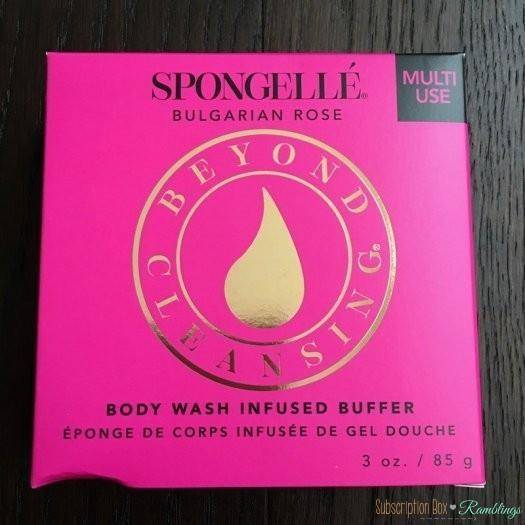 SPONGELLÉ®
BULGARIAN ROSE
MULTI
USE
BEYOND
CLEANSING®
BODY WASH INFUSED BUFFER
ÉPONGE DE CORPS INFUSÉE DE GEL DOUCHE
3 oz. / 85 g
Subscription Box ♥ Ramblings